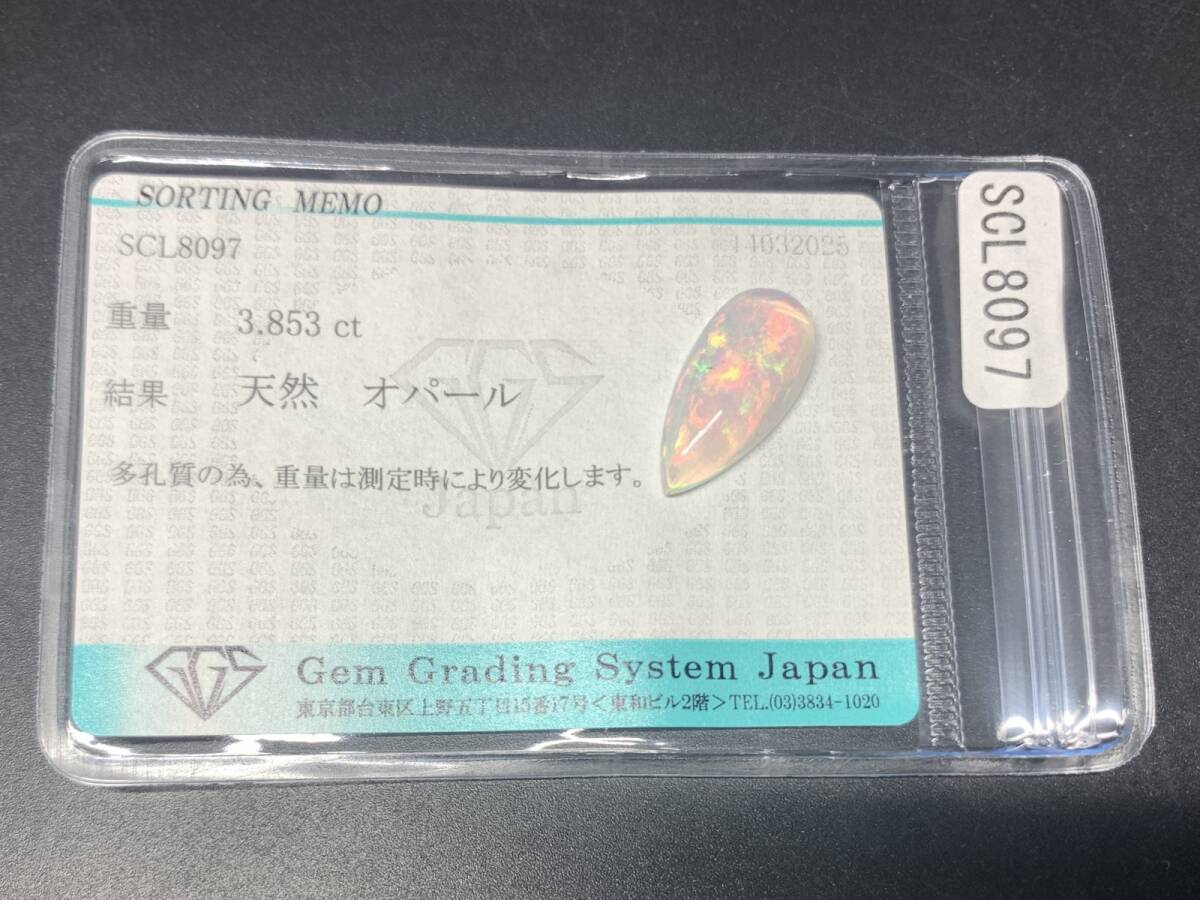 SORTING MEMO
SCL8097 14032025
重量 3.853 ct
結果 天然 オパール
多孔質の為、重量は測定時により変化します。
GGS
Japan
GGS Gem Grading System Japan
東京都台東区上野五丁目15番17号<東和ビル2階>TEL.(03)3834-1020
SCL8097